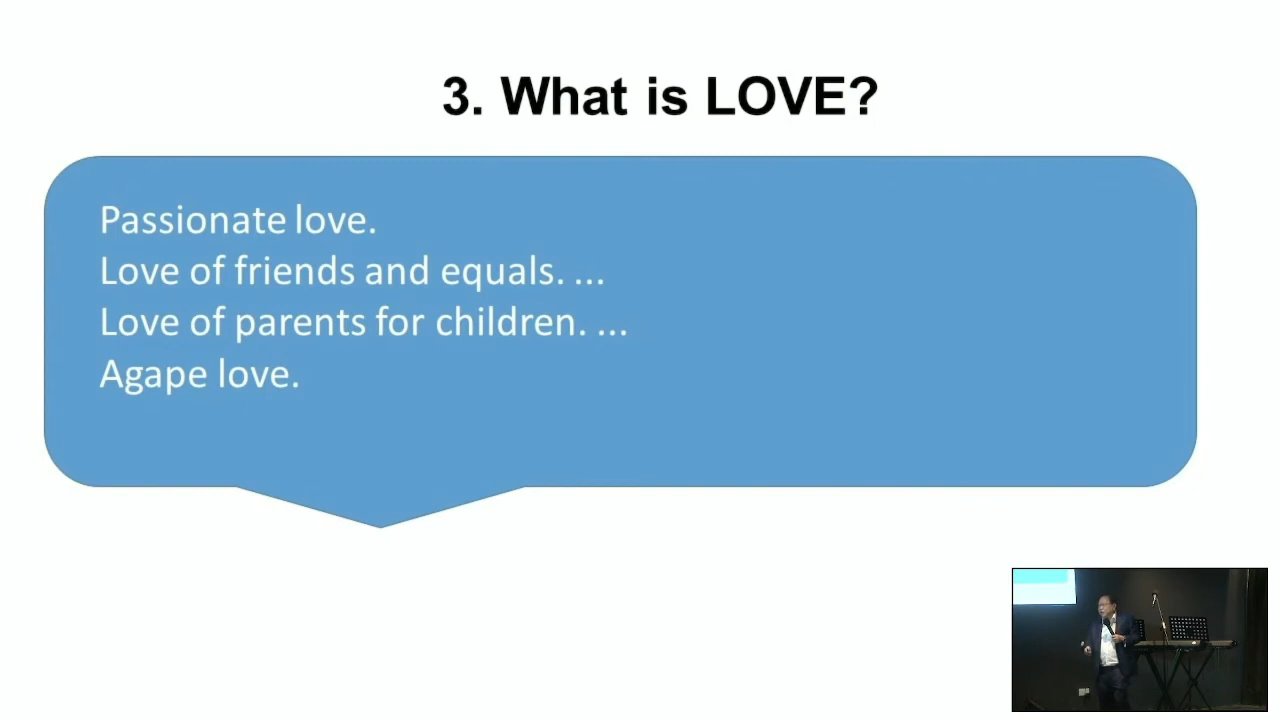 3. What is LOVE?
Passionate love.
Love of friends and equals. ...
Love of parents for children. ...
Agape love.